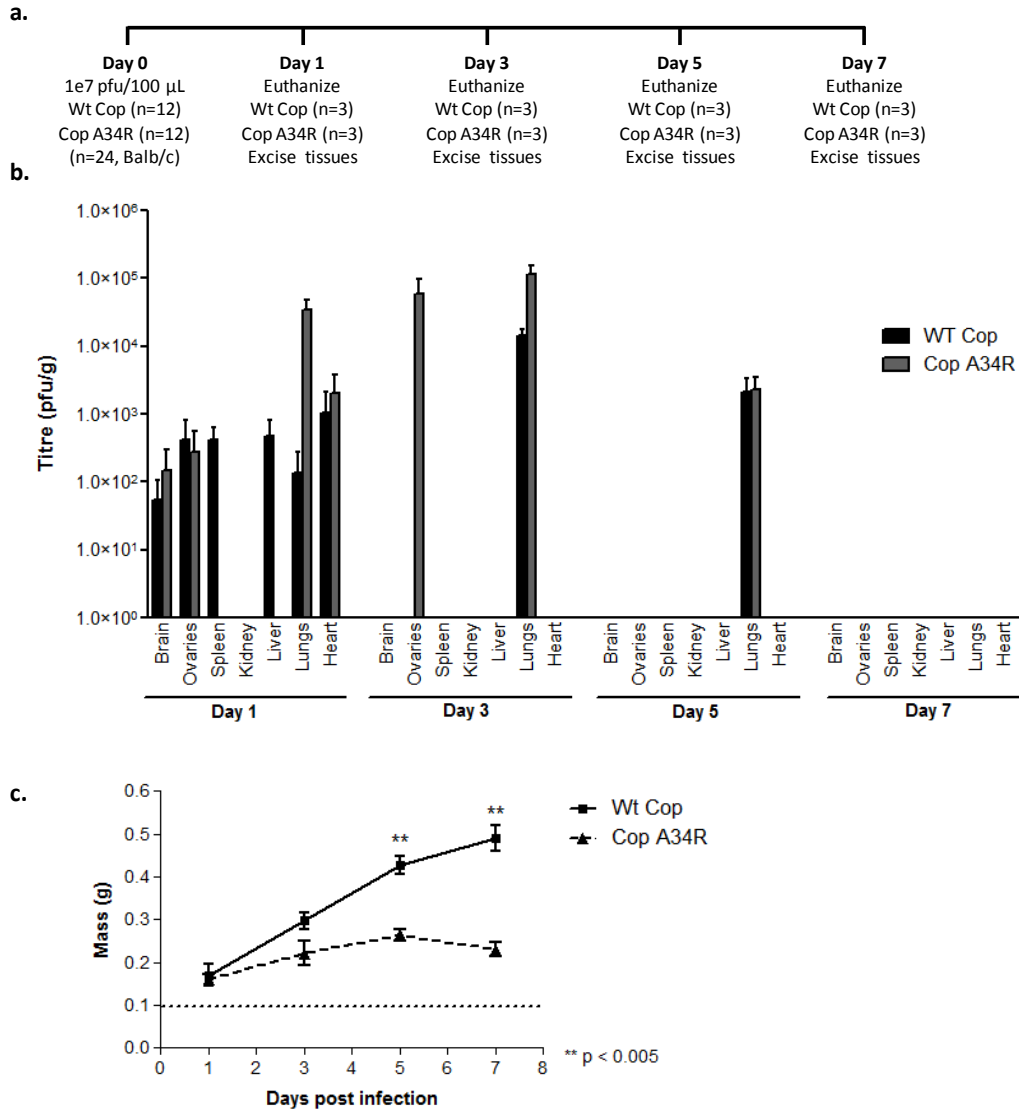 a.
Day 0
1e7 pfu/100 µL
Wt Cop (n=12)
Cop A34R (n=12)
(n=24, Balb/c)
Day 1
Euthanize
Wt Cop (n=3)
Cop A34R (n=3)
Excise tissues
Day 3
Euthanize
Wt Cop (n=3)
Cop A34R (n=3)
Excise tissues
Day 5
Euthanize
Wt Cop (n=3)
Cop A34R (n=3)
Excise tissues
Day 7
Euthanize
Wt Cop (n=3)
Cop A34R (n=3)
Excise tissues
b.
Titre (pfu/g)
1.0×10⁶
1.0×10⁵
1.0×10⁴
1.0×10³
1.0×10²
1.0×10¹
1.0×10⁰
WT Cop
Cop A34R
Brain
Ovaries
Spleen
Kidney
Liver
Lungs
Heart
Day 1
Brain
Ovaries
Spleen
Kidney
Liver
Lungs
Heart
Day 3
Brain
Ovaries
Spleen
Kidney
Liver
Lungs
Heart
Day 5
Brain
Ovaries
Spleen
Kidney
Liver
Lungs
Heart
Day 7
c.
Mass (g)
0.6
0.5
0.4
0.3
0.2
0.1
0.0
**
**
Wt Cop
Cop A34R
0 1 2 3 4 5 6 7 8
Days post infection
** p < 0.005